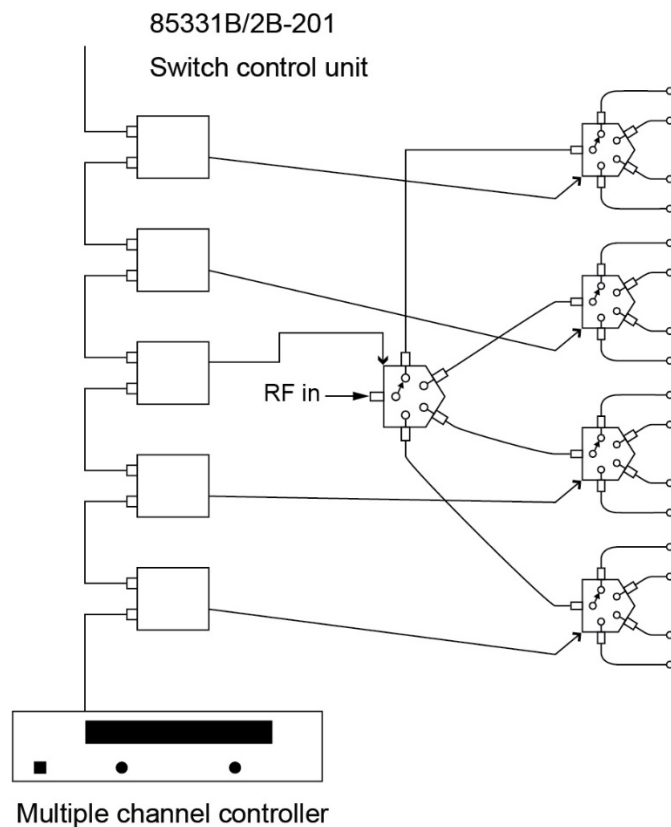 85331B/2B-201
Switch control unit
RF in
Multiple channel controller